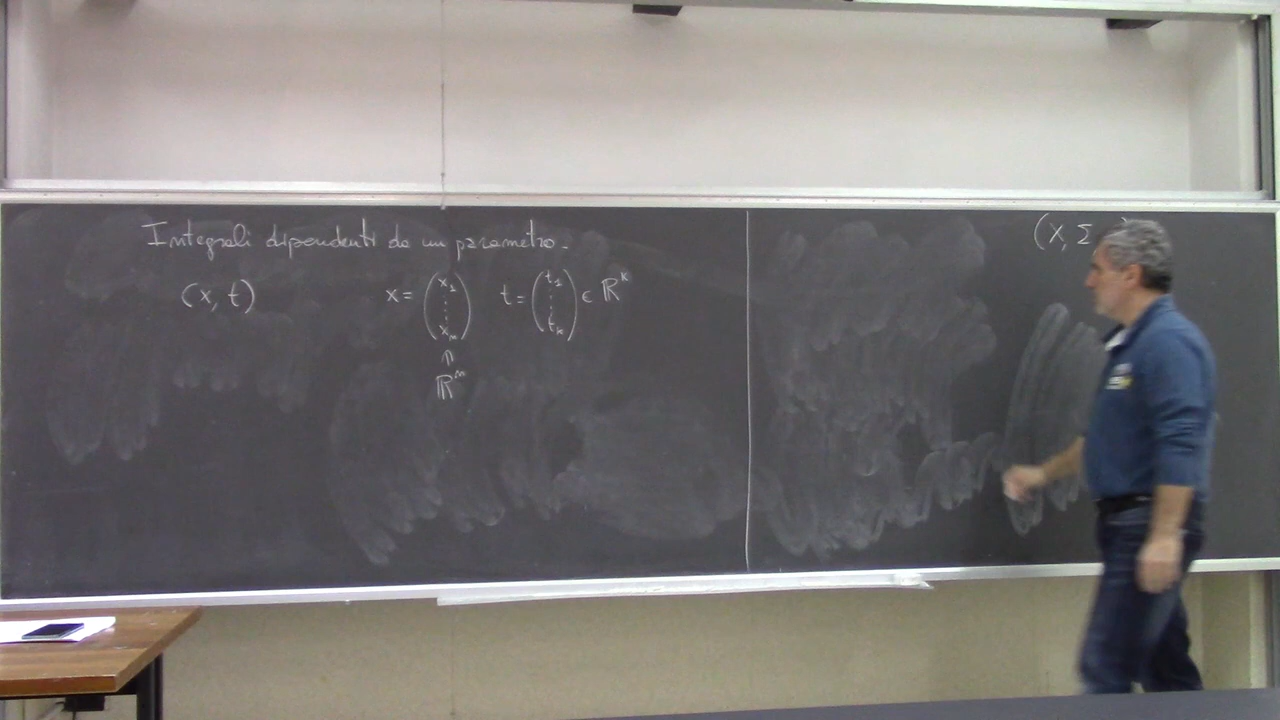 Integrali dipendenti da un parametro.
(x, t) x = (x₁ ⋮ xₙ) t = (t₁ ⋮ tₖ) ∈ ℝᵏ
⋒
ℝⁿ
(X, Σ